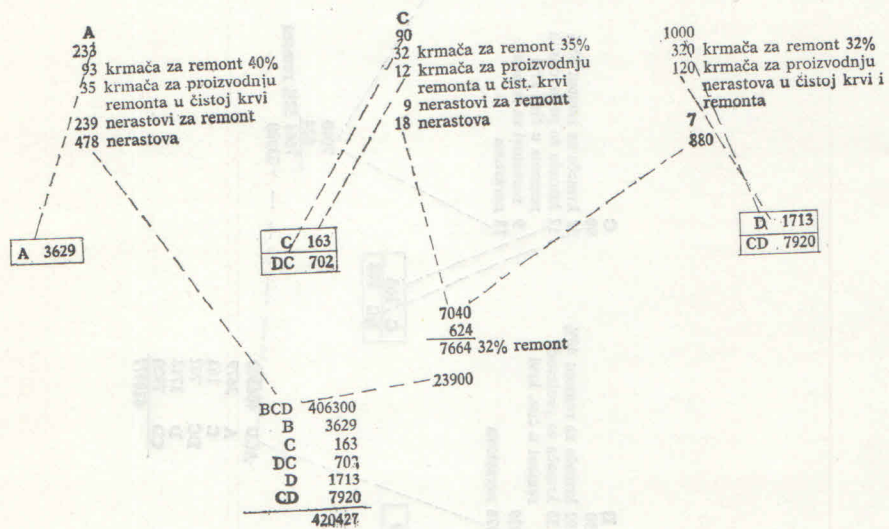 A
233
93 krmača za remont 40%
35 krmača za proizvodnju
remonta u čistoj krvi
239 nerastovi za remont
478 nerastova
A 3629
C
90
32 krmača za remont 35%
12 krmača za proizvodnju
remonta u čist. krvi
9 nerastovi za remont
18 nerastova
C 163
DC 702
1000
320 krmača za remont 32%
120 krmača za proizvodnju
nerastova u čistoj krvi i
remonta
7
880
D 1713
CD 7920
7040
624
7664 32% remont
23900
BCD 406300
B 3629
C 163
DC 702
D 1713
CD 7920
420427